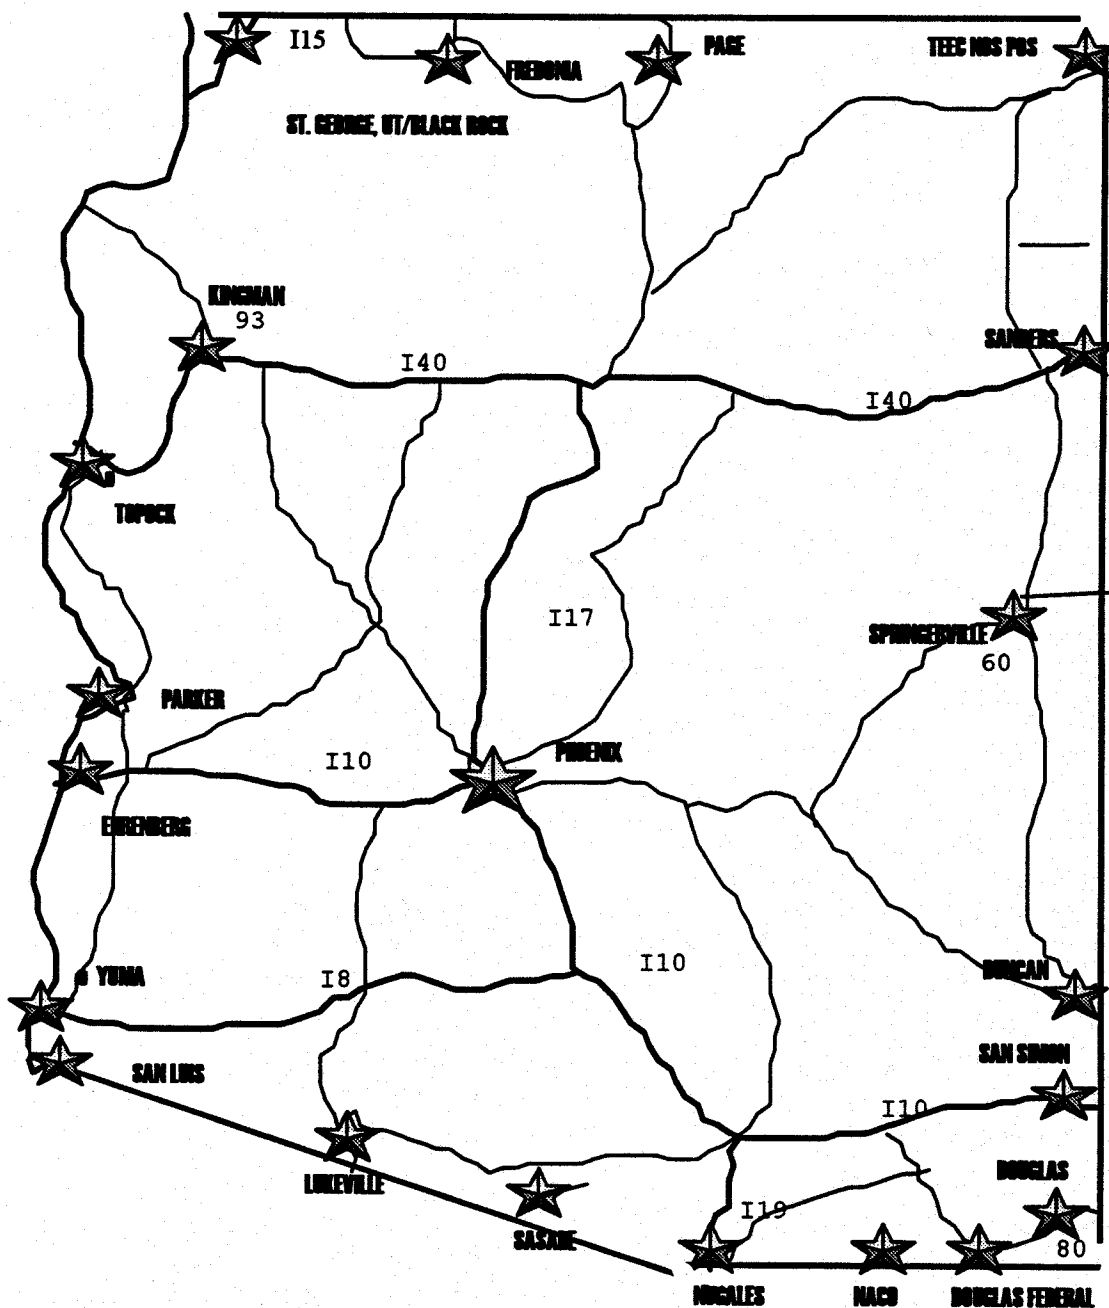 I15
PAGE
TEEC NOS POS
FREDONIA
ST. GEORGE, UT/BLACK ROCK
KINGMAN
93
SANDERS
I40
I40
TOPOCK
I17
SPRINGERVILLE
60
PARKER
PHOENIX
I10
EHRENBERG
YUMA
I8
I10
DUNCAN
SAN SIMON
SAN LUIS
I10
DOUGLAS
LUKEVILLE
I19
SASABE
80
NOGALES
NACO
DOUGLAS FEDERAL